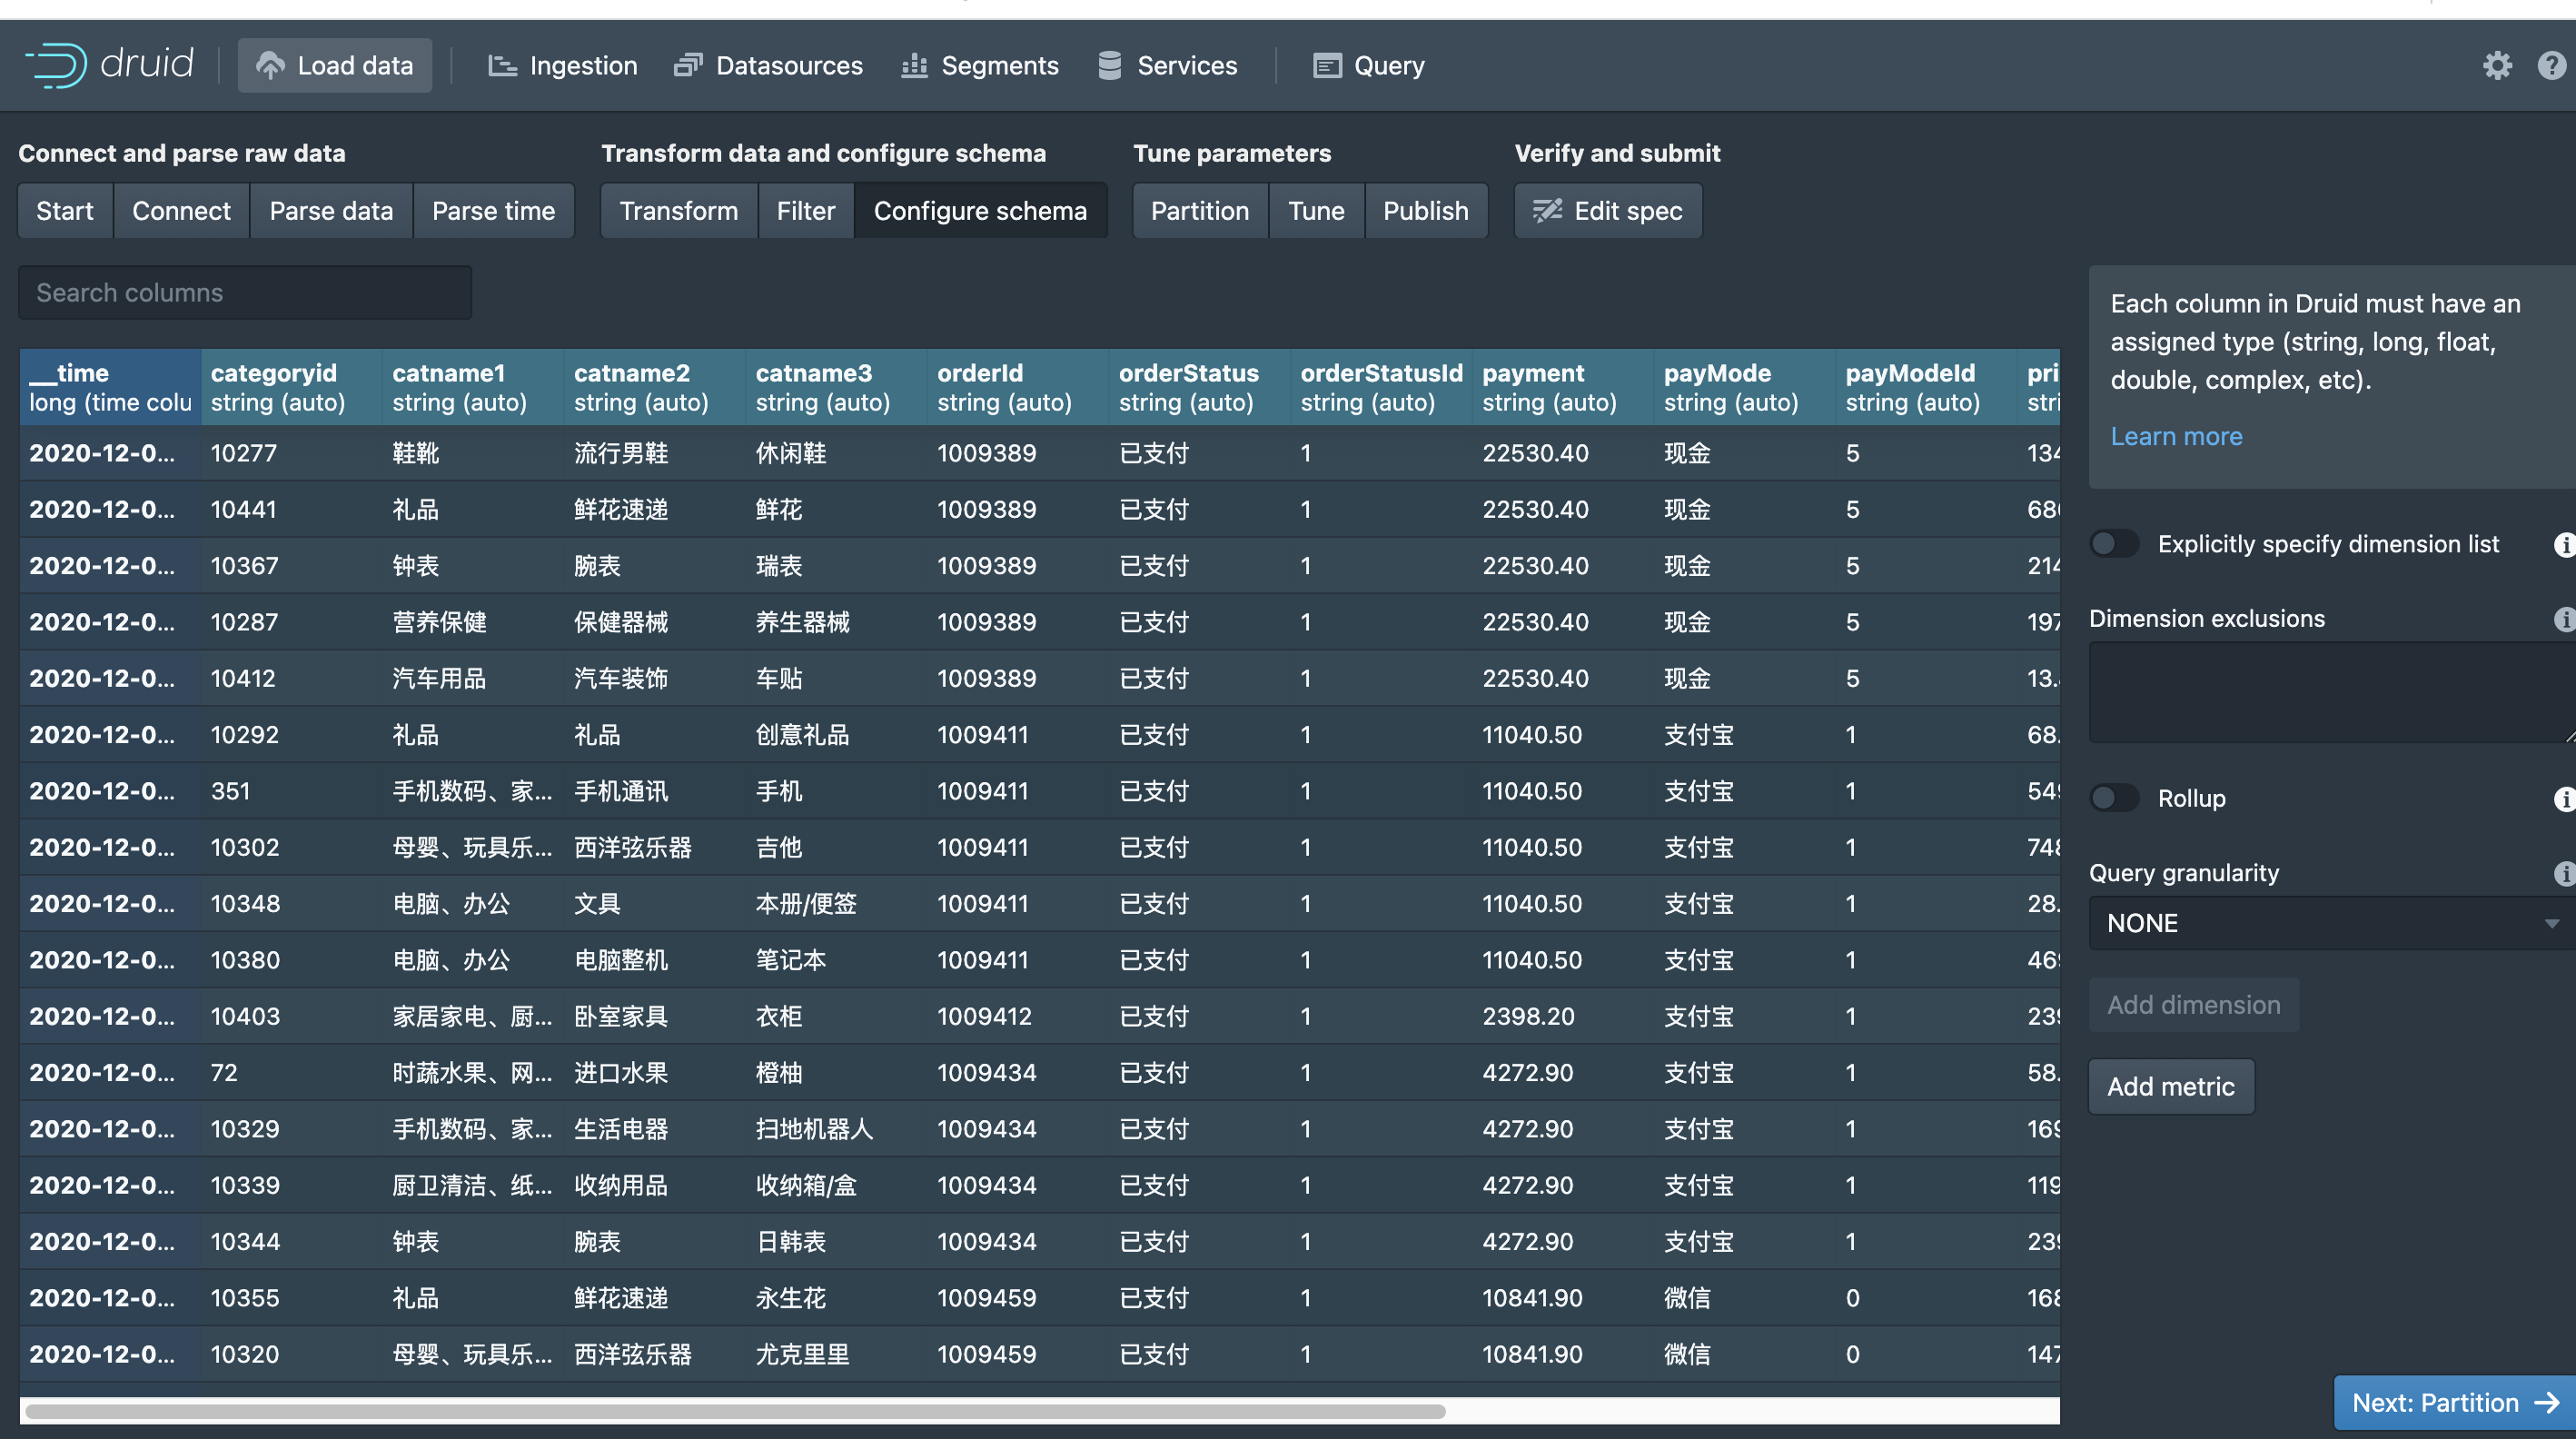 druid Load data Ingestion Datasources Segments Services Query
Connect and parse raw data Transform data and configure schema Tune parameters Verify and submit
Start Connect Parse data Parse time Transform Filter Configure schema Partition Tune Publish Edit spec
Search columns
__time categoryid catname1 catname2 catname3 orderId orderStatus orderStatusId payment payMode payModeId pri
long (time colu string (auto) string (auto) string (auto) string (auto) string (auto) string (auto) string (auto) string (auto) string (auto) string (auto) stri
2020-12-0... 10277 鞋靴 流行男鞋 休闲鞋 1009389 已支付 1 22530.40 现金 5 134
2020-12-0... 10441 礼品 鲜花速递 鲜花 1009389 已支付 1 22530.40 现金 5 686
2020-12-0... 10367 钟表 腕表 瑞表 1009389 已支付 1 22530.40 现金 5 214
2020-12-0... 10287 营养保健 保健器械 养生器械 1009389 已支付 1 22530.40 现金 5 197
2020-12-0... 10412 汽车用品 汽车装饰 车贴 1009389 已支付 1 22530.40 现金 5 13.
2020-12-0... 10292 礼品 礼品 创意礼品 1009411 已支付 1 11040.50 支付宝 1 68.
2020-12-0... 351 手机数码、家... 手机通讯 手机 1009411 已支付 1 11040.50 支付宝 1 549
2020-12-0... 10302 母婴、玩具乐... 西洋弦乐器 吉他 1009411 已支付 1 11040.50 支付宝 1 748
2020-12-0... 10348 电脑、办公 文具 本册/便签 1009411 已支付 1 11040.50 支付宝 1 28.
2020-12-0... 10380 电脑、办公 电脑整机 笔记本 1009411 已支付 1 11040.50 支付宝 1 469
2020-12-0... 10403 家居家电、厨... 卧室家具 衣柜 1009412 已支付 1 2398.20 支付宝 1 239
2020-12-0... 72 时蔬水果、网... 进口水果 橙柚 1009434 已支付 1 4272.90 支付宝 1 58.
2020-12-0... 10329 手机数码、家... 生活电器 扫地机器人 1009434 已支付 1 4272.90 支付宝 1 169
2020-12-0... 10339 厨卫清洁、纸... 收纳用品 收纳箱/盒 1009434 已支付 1 4272.90 支付宝 1 119
2020-12-0... 10344 钟表 腕表 日韩表 1009434 已支付 1 4272.90 支付宝 1 239
2020-12-0... 10355 礼品 鲜花速递 永生花 1009459 已支付 1 10841.90 微信 0 168
2020-12-0... 10320 母婴、玩具乐... 西洋弦乐器 尤克里里 1009459 已支付 1 10841.90 微信 0 147
Each column in Druid must have an
assigned type (string, long, float,
double, complex, etc).
Learn more
Explicitly specify dimension list
Dimension exclusions
Rollup
Query granularity
NONE
Add dimension
Add metric
Next: Partition